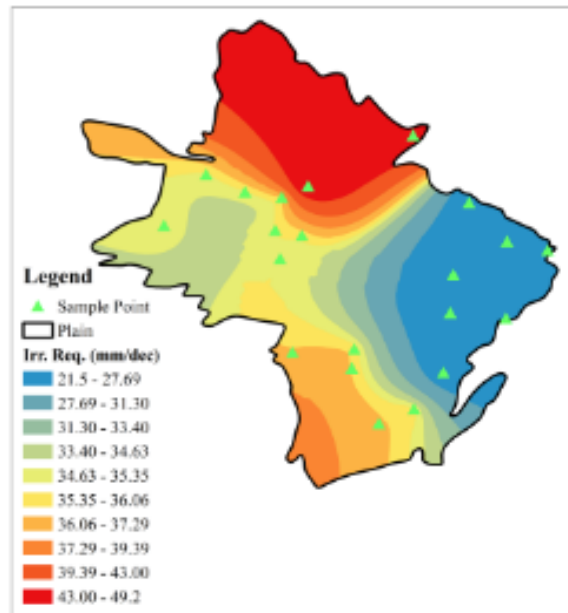 Legend
Sample Point
Plain
Irr. Req. (mm/dec)
21.5 - 27.69
27.69 - 31.30
31.30 - 33.40
33.40 - 34.63
34.63 - 35.35
35.35 - 36.06
36.06 - 37.29
37.29 - 39.39
39.39 - 43.00
43.00 - 49.2